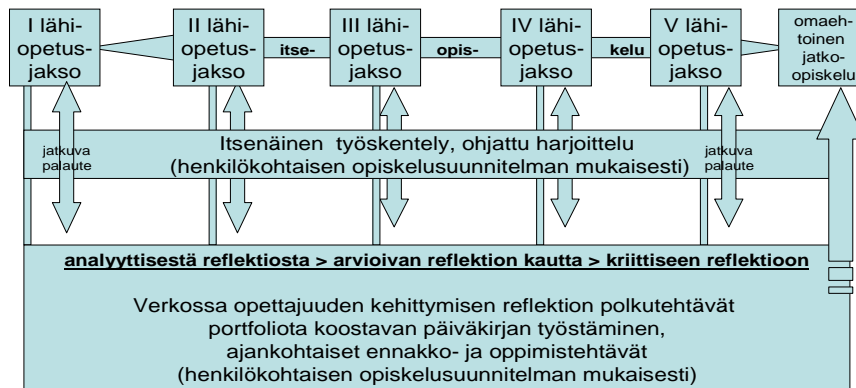 I lähi-
opetus-
jakso
II lähi-
opetus-
jakso
itse-
III lähi-
opetus-
jakso
opis-
IV lähi-
opetus-
jakso
kelu
V lähi-
opetus-
jakso
omaeh-
toinen
jatko-
opiskelu
jatkuva
palaute
Itsenäinen työskentely, ohjattu harjoittelu
(henkilökohtaisen opiskelusuunnitelman mukaisesti)
jatkuva
palaute
analyyttisestä reflektiosta > arvioivan reflektion kautta > kriittiseen reflektioon
Verkossa opettajuuden kehittymisen reflektion polkutehtävät
portfoliota koostavan päiväkirjan työstäminen,
ajankohtaiset ennakko- ja oppimistehtävät
(henkilökohtaisen opiskelusuunnitelman mukaisesti)